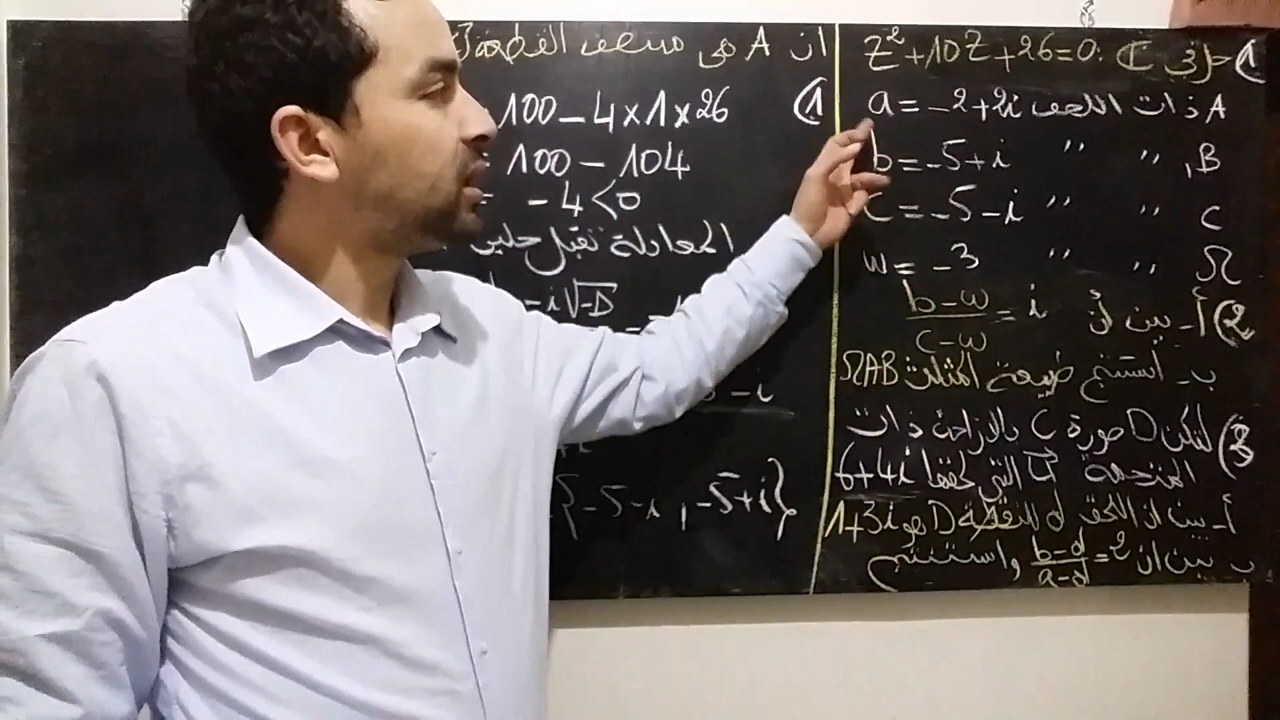 1) حل في ℂ : z²+10z+26=0
A ذات اللحق a = -2+2i
B, " " b = -5+i
C " " c = -5-i
Ω " " w = -3
2) أ- بين أن (b-w)/(c-w) = i
ب- استنتج طبيعة المثلث ΩAB
3) لتكن D صورة C بالازاحة ذات
المتجهة u التي لحقها 6+4i
أ- بين ان اللحق d للنقطة D هو 1+3i
ب بين ان (b-d)/(a-d) = 2 واستنتج
ان A هي منتصف القطعة
1) 100-4×1×26
= 100-104
= -4<0
المعادلة تقبل حلين
= -i√-Δ
-i
{-5-i , -5+i}